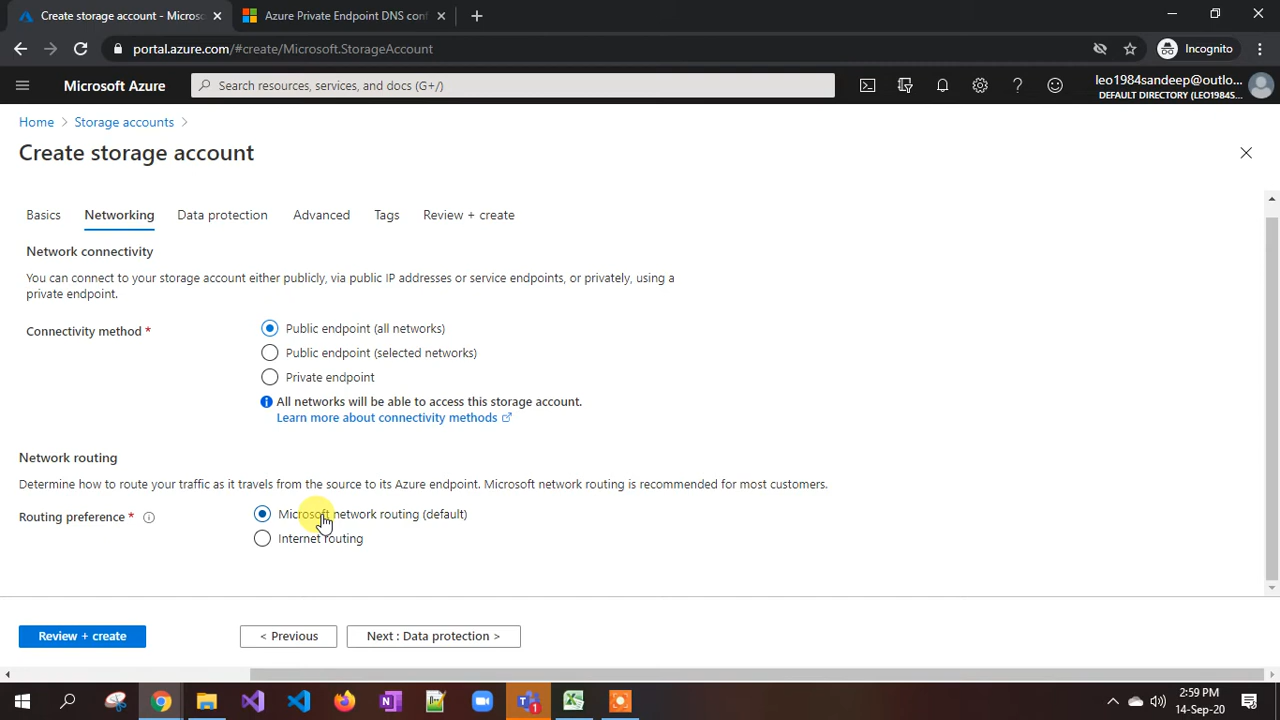 Create storage account - Microso
Azure Private Endpoint DNS conf
portal.azure.com/#create/Microsoft.StorageAccount
Incognito
Microsoft Azure
Search resources, services, and docs (G+/)
leo1984sandeep@outlo...
DEFAULT DIRECTORY (LEO1984S...
Home > Storage accounts >
Create storage account
Basics
Networking
Data protection
Advanced
Tags
Review + create
Network connectivity
You can connect to your storage account either publicly, via public IP addresses or service endpoints, or privately, using a
private endpoint.
Connectivity method *
Public endpoint (all networks)
Public endpoint (selected networks)
Private endpoint
All networks will be able to access this storage account.
Learn more about connectivity methods
Network routing
Determine how to route your traffic as it travels from the source to its Azure endpoint. Microsoft network routing is recommended for most customers.
Routing preference *
Microsoft network routing (default)
Internet routing
Review + create
< Previous
Next : Data protection >
2:59 PM
14-Sep-20